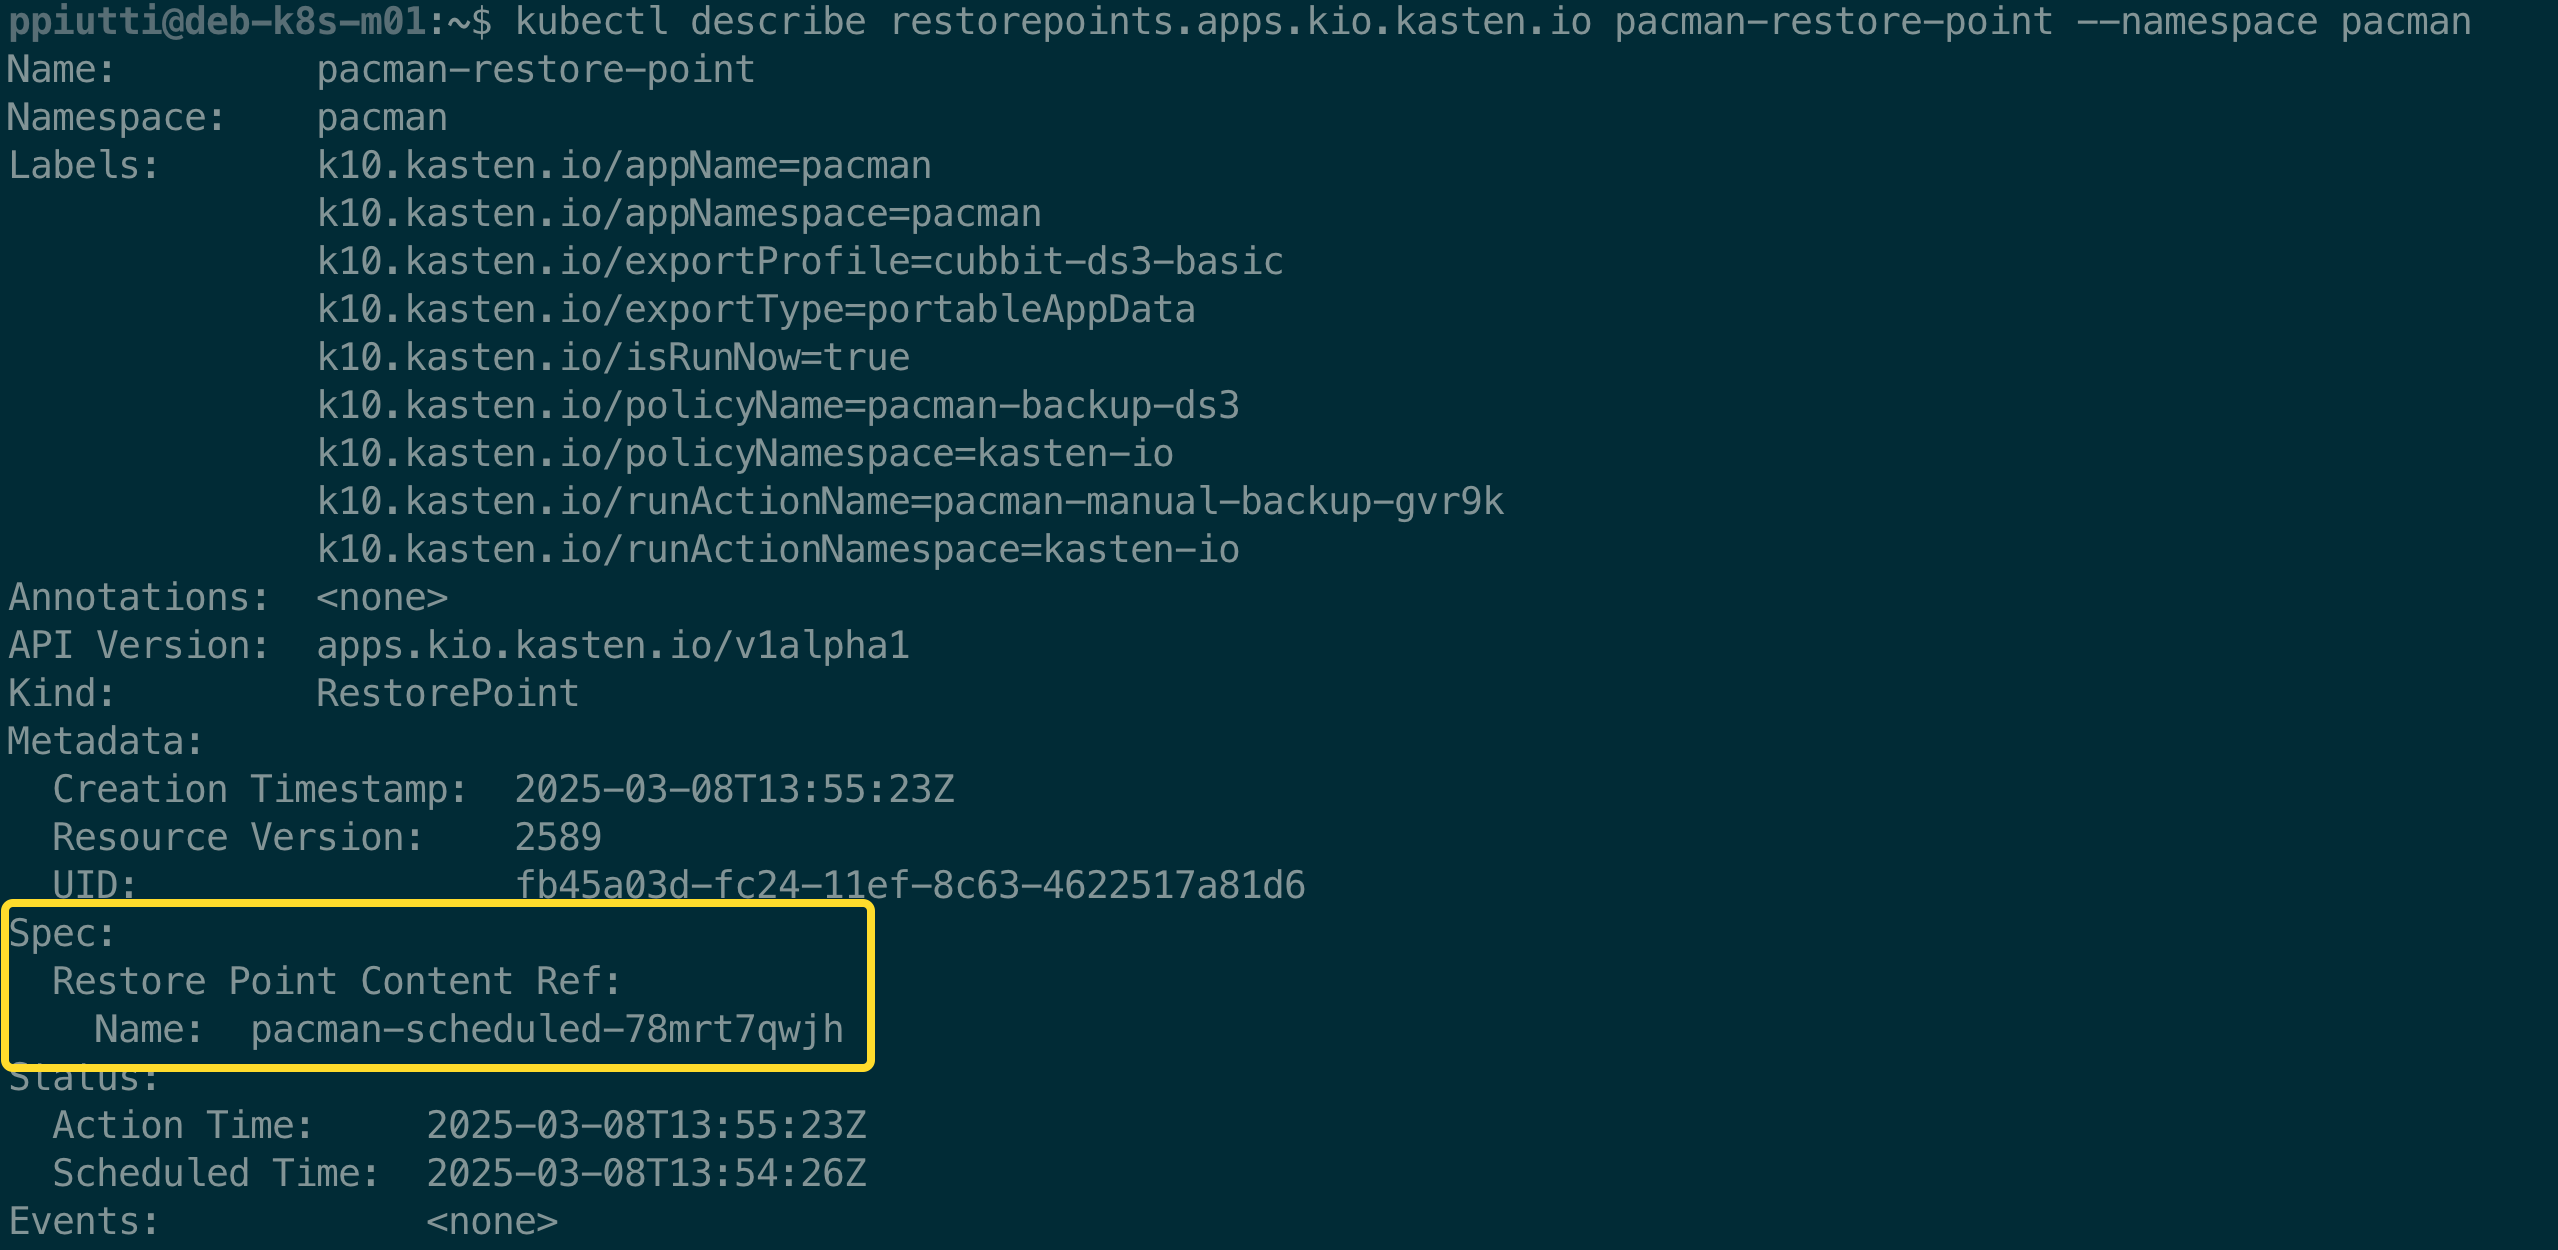 ppiutti@deb-k8s-m01:~$ kubectl describe restorepoints.apps.kio.kasten.io pacman-restore-point --namespace pacman
Name:         pacman-restore-point
Namespace:    pacman
Labels:       k10.kasten.io/appName=pacman
              k10.kasten.io/appNamespace=pacman
              k10.kasten.io/exportProfile=cubbit-ds3-basic
              k10.kasten.io/exportType=portableAppData
              k10.kasten.io/isRunNow=true
              k10.kasten.io/policyName=pacman-backup-ds3
              k10.kasten.io/policyNamespace=kasten-io
              k10.kasten.io/runActionName=pacman-manual-backup-gvr9k
              k10.kasten.io/runActionNamespace=kasten-io
Annotations:  <none>
API Version:  apps.kio.kasten.io/v1alpha1
Kind:         RestorePoint
Metadata:
  Creation Timestamp:  2025-03-08T13:55:23Z
  Resource Version:    2589
  UID:                 fb45a03d-fc24-11ef-8c63-4622517a81d6
Spec:
  Restore Point Content Ref:
    Name:  pacman-scheduled-78mrt7qwjh
Status:
  Action Time:     2025-03-08T13:55:23Z
  Scheduled Time:  2025-03-08T13:54:26Z
Events:            <none>